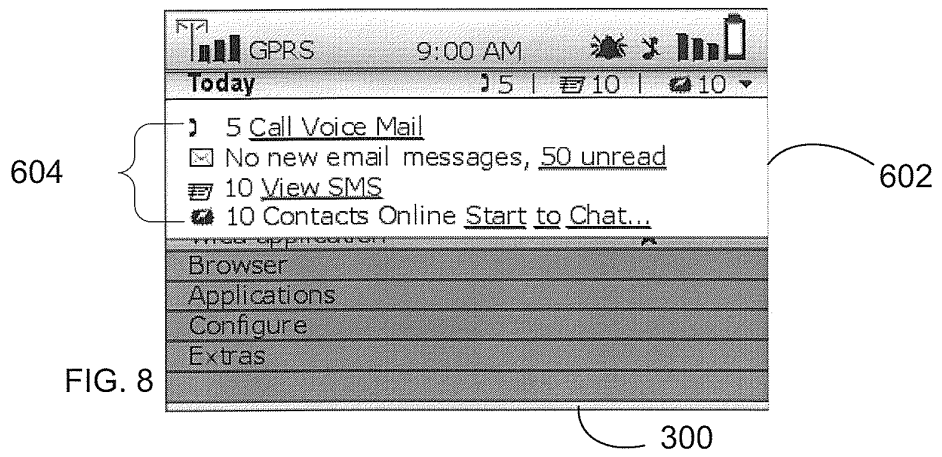 GPRS 9:00 AM
Today 5 | 10 | 10
5 Call Voice Mail
No new email messages, 50 unread
10 View SMS
10 Contacts Online Start to Chat...
application
Browser
Applications
Configure
Extras
604
602
FIG. 8
300